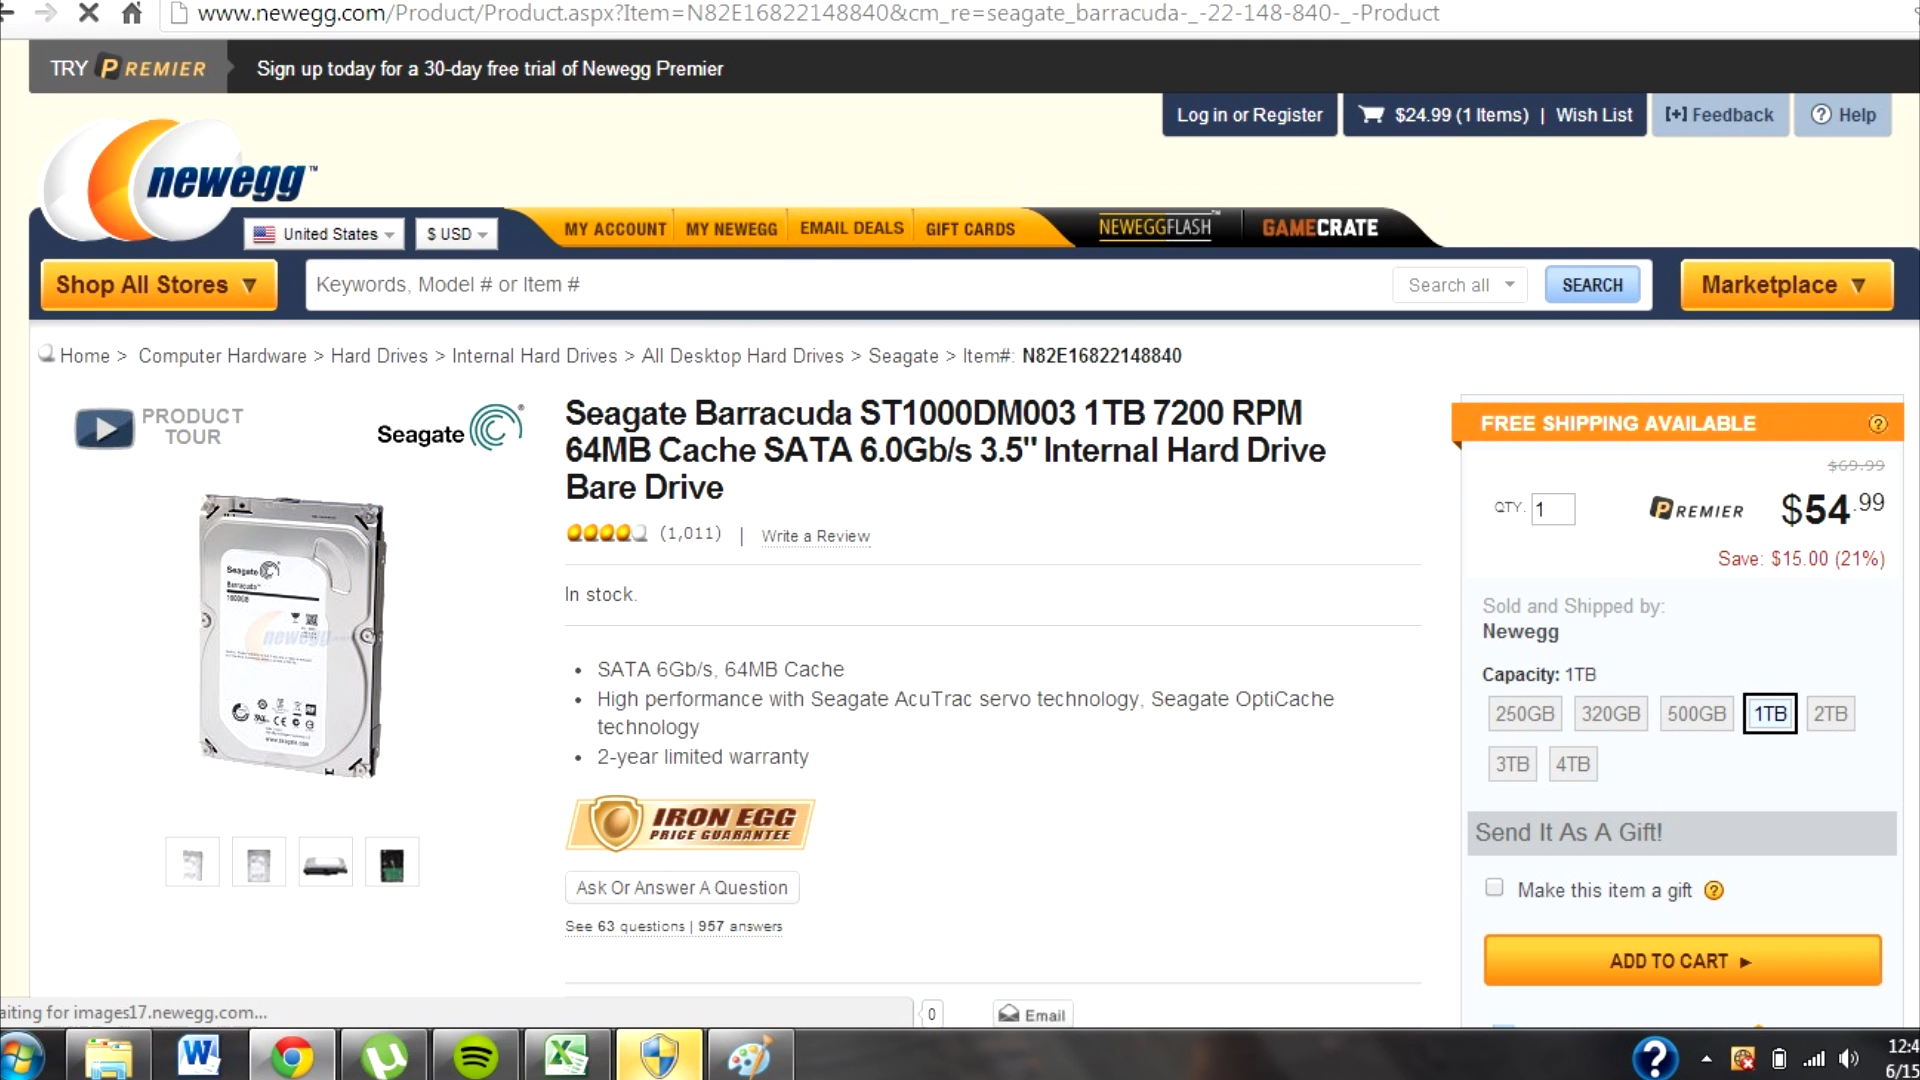 www.newegg.com/Product/Product.aspx?Item=N82E16822148840&cm_re=seagate_barracuda-_-22-148-840-_-Product
TRY PREMIER Sign up today for a 30-day free trial of Newegg Premier
Log in or Register $24.99 (1 Items) | Wish List [+] Feedback ? Help
newegg™
United States $ USD MY ACCOUNT MY NEWEGG EMAIL DEALS GIFT CARDS NEWEGGFLASH™ GAMECRATE
Shop All Stores Keywords, Model # or Item # Search all SEARCH Marketplace
Home > Computer Hardware > Hard Drives > Internal Hard Drives > All Desktop Hard Drives > Seagate > Item#: N82E16822148840
PRODUCT
TOUR
Seagate®
Seagate Barracuda ST1000DM003 1TB 7200 RPM
64MB Cache SATA 6.0Gb/s 3.5" Internal Hard Drive
Bare Drive
(1,011) | Write a Review
In stock.
• SATA 6Gb/s, 64MB Cache
• High performance with Seagate AcuTrac servo technology, Seagate OptiCache
technology
• 2-year limited warranty
IRON EGG
PRICE GUARANTEE
Ask Or Answer A Question
See 63 questions | 957 answers
Seagate
Barracuda
1000GB
newegg
www.seagate.com
FREE SHIPPING AVAILABLE ?
$69.99
QTY. 1 PREMIER $54.99
Save: $15.00 (21%)
Sold and Shipped by:
Newegg
Capacity: 1TB
250GB 320GB 500GB 1TB 2TB
3TB 4TB
Send It As A Gift!
Make this item a gift ?
ADD TO CART ►
aiting for images17.newegg.com...
0 Email
W
12:4
6/15